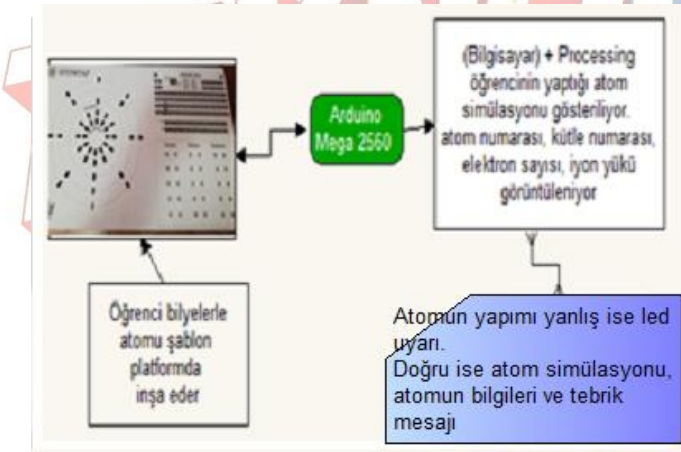 (Bilgisayar) + Processing
öğrencinin yaptığı atom
simülasyonu gösteriliyor.
atom numarası, kütle numarası,
elektron sayısı, iyon yükü
görüntüleniyor
Arduino
Mega 2560
Öğrenci bilyelerle
atomu şablon
platformda
inşa eder
Atomun yapımı yanlış ise led
uyarı.
Doğru ise atom simülasyonu,
atomun bilgileri ve tebrik
mesajı